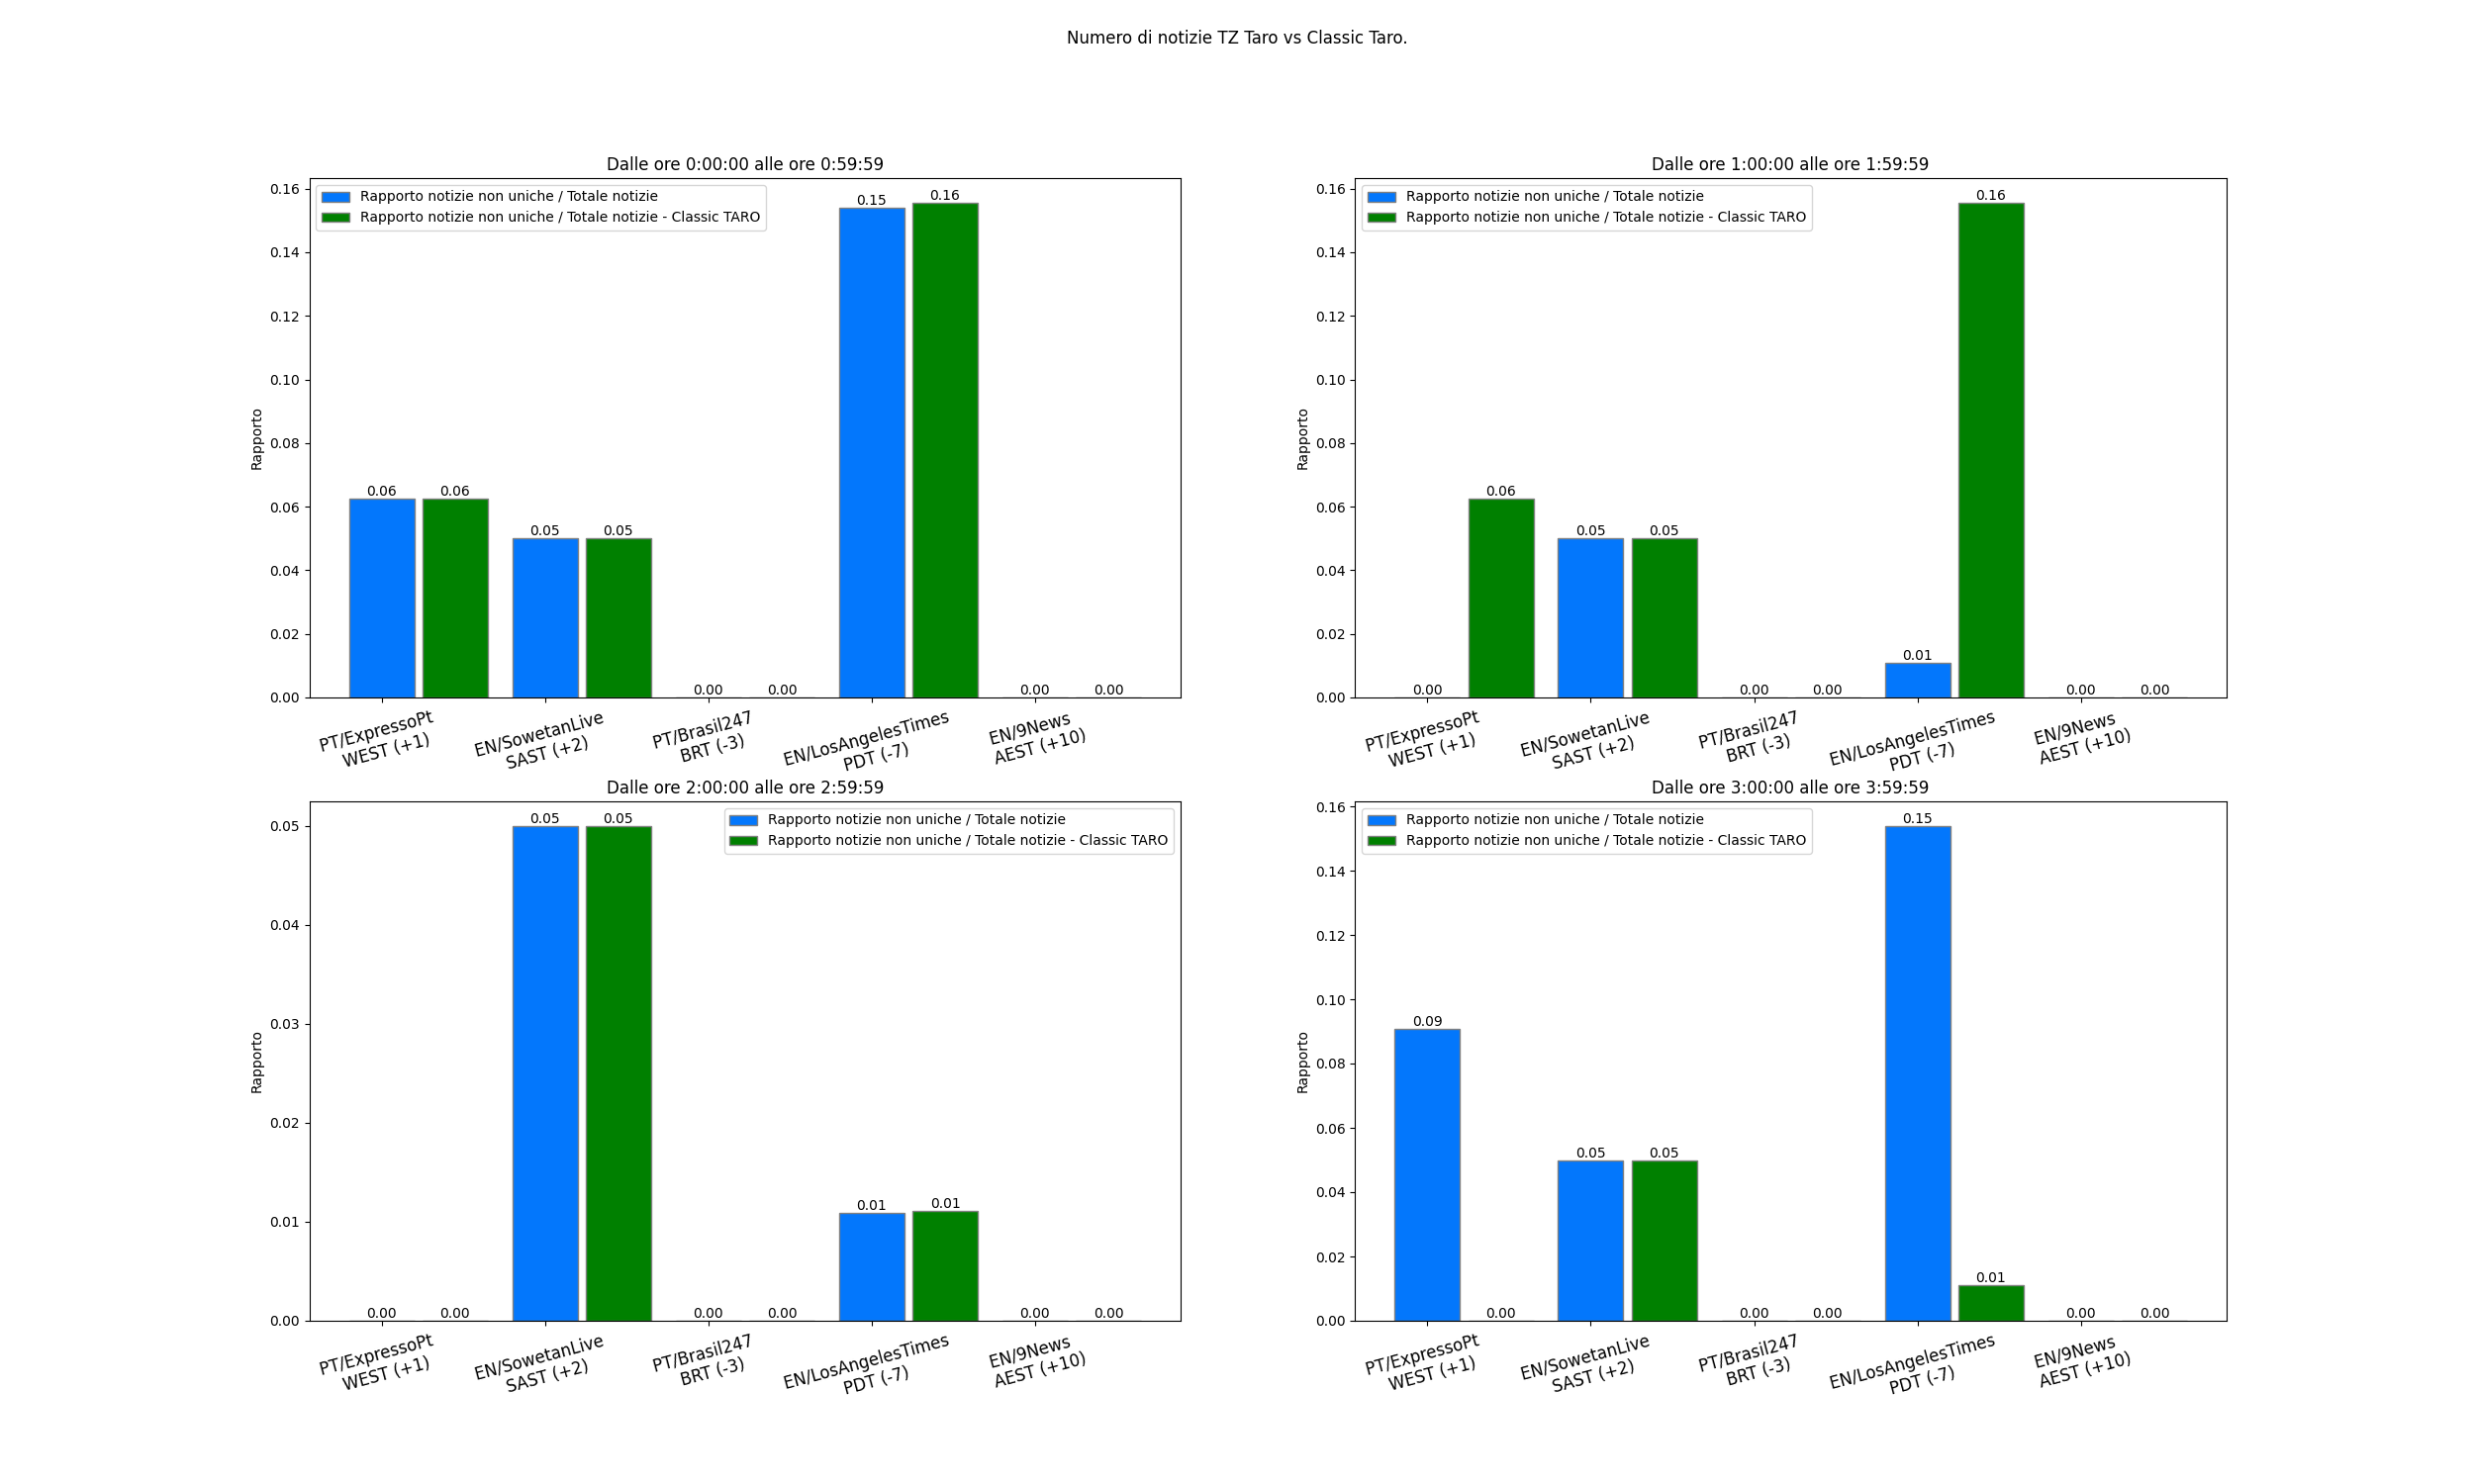 Numero di notizie TZ Taro vs Classic Taro.
Dalle ore 0:00:00 alle ore 0:59:59
Rapporto notizie non uniche / Totale notizie
Rapporto notizie non uniche / Totale notizie - Classic TARO
Rapporto
0.16
0.14
0.12
0.10
0.08
0.06
0.04
0.02
0.00
0.06
0.06
0.05
0.05
0.00
0.00
0.15
0.16
0.00
0.00
PT/ExpressoPt
WEST (+1)
EN/SowetanLive
SAST (+2)
PT/Brasil247
BRT (-3)
EN/LosAngelesTimes
PDT (-7)
EN/9News
AEST (+10)
Dalle ore 1:00:00 alle ore 1:59:59
Rapporto notizie non uniche / Totale notizie
Rapporto notizie non uniche / Totale notizie - Classic TARO
Rapporto
0.16
0.14
0.12
0.10
0.08
0.06
0.04
0.02
0.00
0.00
0.06
0.05
0.05
0.00
0.00
0.01
0.16
0.00
0.00
PT/ExpressoPt
WEST (+1)
EN/SowetanLive
SAST (+2)
PT/Brasil247
BRT (-3)
EN/LosAngelesTimes
PDT (-7)
EN/9News
AEST (+10)
Dalle ore 2:00:00 alle ore 2:59:59
Rapporto notizie non uniche / Totale notizie
Rapporto notizie non uniche / Totale notizie - Classic TARO
Rapporto
0.05
0.04
0.03
0.02
0.01
0.00
0.00
0.00
0.05
0.05
0.00
0.00
0.01
0.01
0.00
0.00
PT/ExpressoPt
WEST (+1)
EN/SowetanLive
SAST (+2)
PT/Brasil247
BRT (-3)
EN/LosAngelesTimes
PDT (-7)
EN/9News
AEST (+10)
Dalle ore 3:00:00 alle ore 3:59:59
Rapporto notizie non uniche / Totale notizie
Rapporto notizie non uniche / Totale notizie - Classic TARO
Rapporto
0.16
0.14
0.12
0.10
0.08
0.06
0.04
0.02
0.00
0.09
0.00
0.05
0.05
0.00
0.00
0.15
0.01
0.00
0.00
PT/ExpressoPt
WEST (+1)
EN/SowetanLive
SAST (+2)
PT/Brasil247
BRT (-3)
EN/LosAngelesTimes
PDT (-7)
EN/9News
AEST (+10)